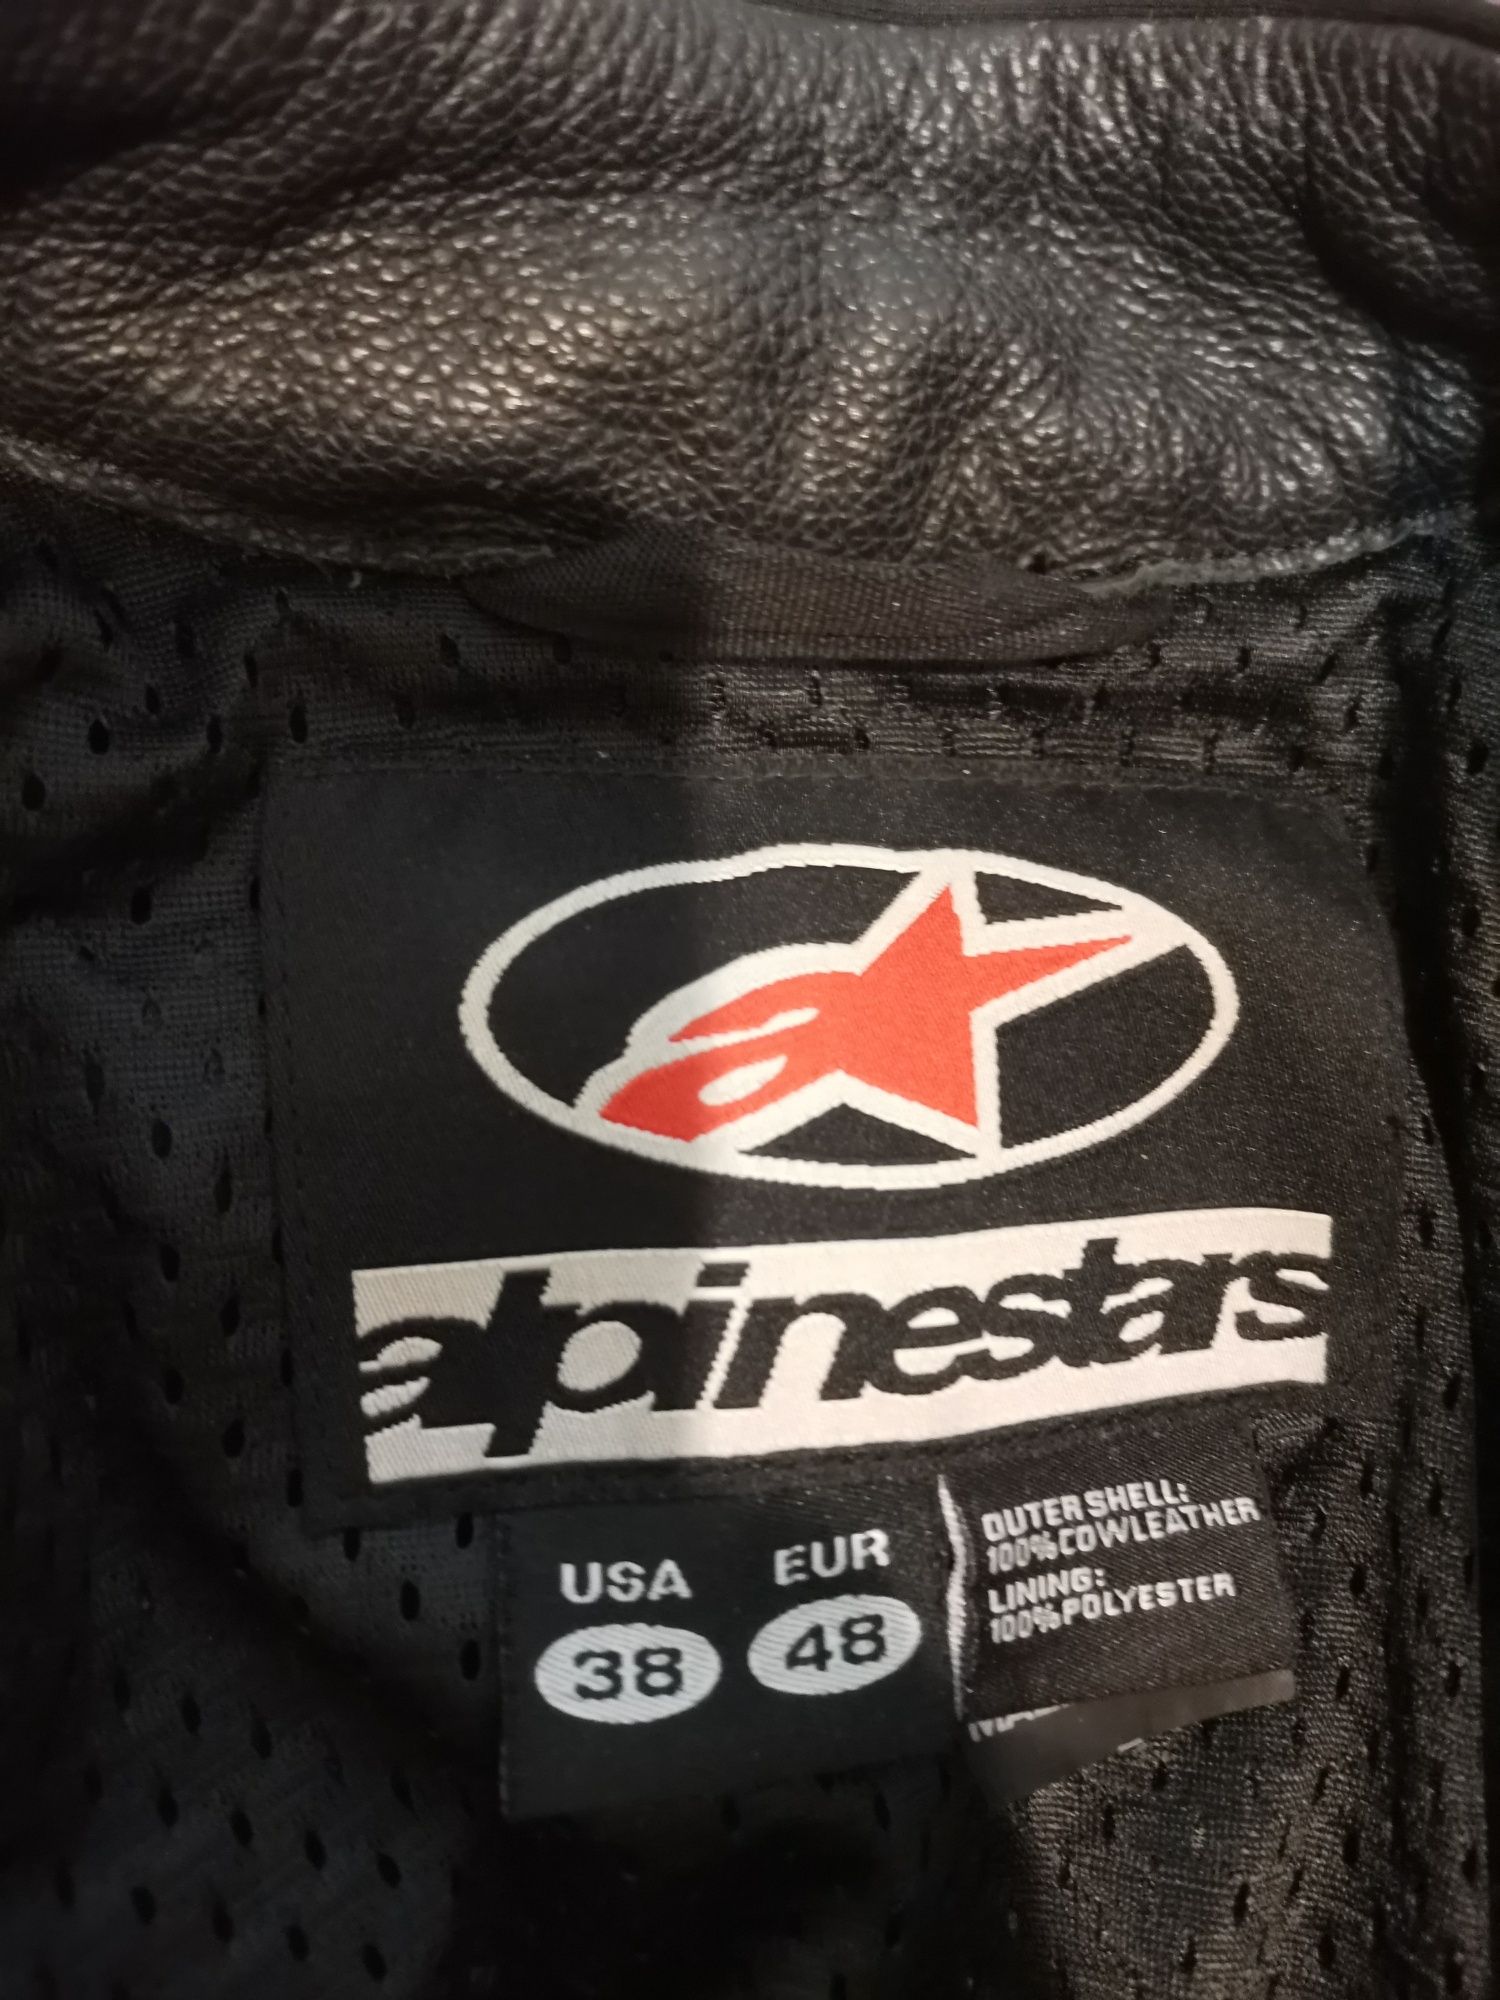 alpinestars
USA EUR
38 48
OUTER SHELL:
100% COWLEATHER
LINING:
100% POLYESTER